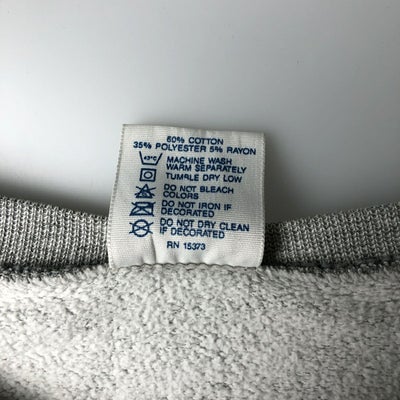 60% COTTON
35% POLYESTER 5% RAYON
43°C MACHINE WASH
WARM SEPARATELY
TUMBLE DRY LOW
DO NOT BLEACH
COLORS
DO NOT IRON IF
DECORATED
DO NOT DRY CLEAN
IF DECORATED
RN 15373